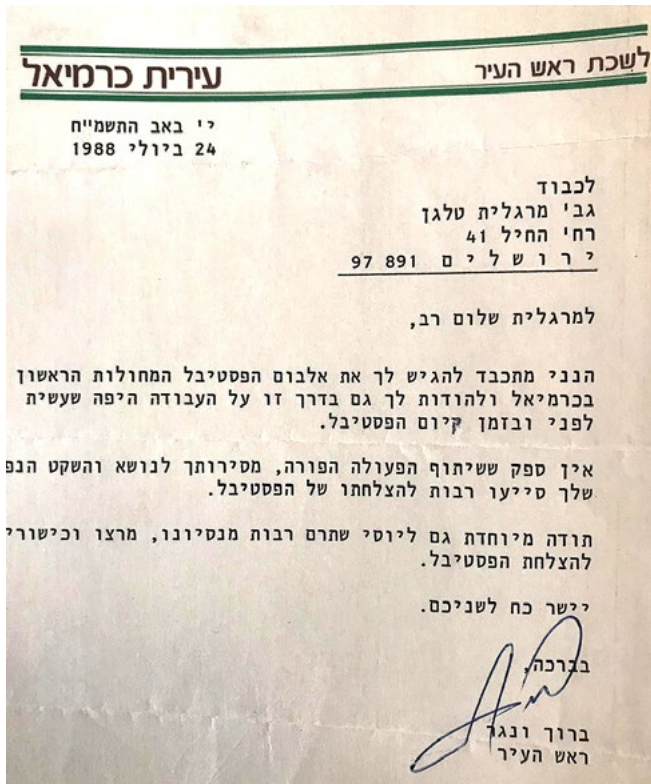 לשכת ראש העיר
עירית כרמיאל
י' באב התשמ"ח
24 ביולי 1988
לכבוד
גב' מרגלית טלגן
רח' החיל 41
ירושלים 97 891
למרגלית שלום רב,
הנני מתכבד להגיש לך את אלבום הפסטיבל המחולות הראשון
בכרמיאל ולהודות לך גם בדרך זו על העבודה היפה שעשית
לפני ובזמן קיום הפסטיבל.
אין ספק ששיתוף הפעולה הפורה, מסירותך לנושא והשקט הנפ
שלך סייעו רבות להצלחתו של הפסטיבל.
תודה מיוחדת גם ליוסי שתרם רבות מנסיונו, מרצו וכישורי
להצלחת הפסטיבל.
יישר כח לשניכם.
בברכה,
ברוך ונגר
ראש העיר